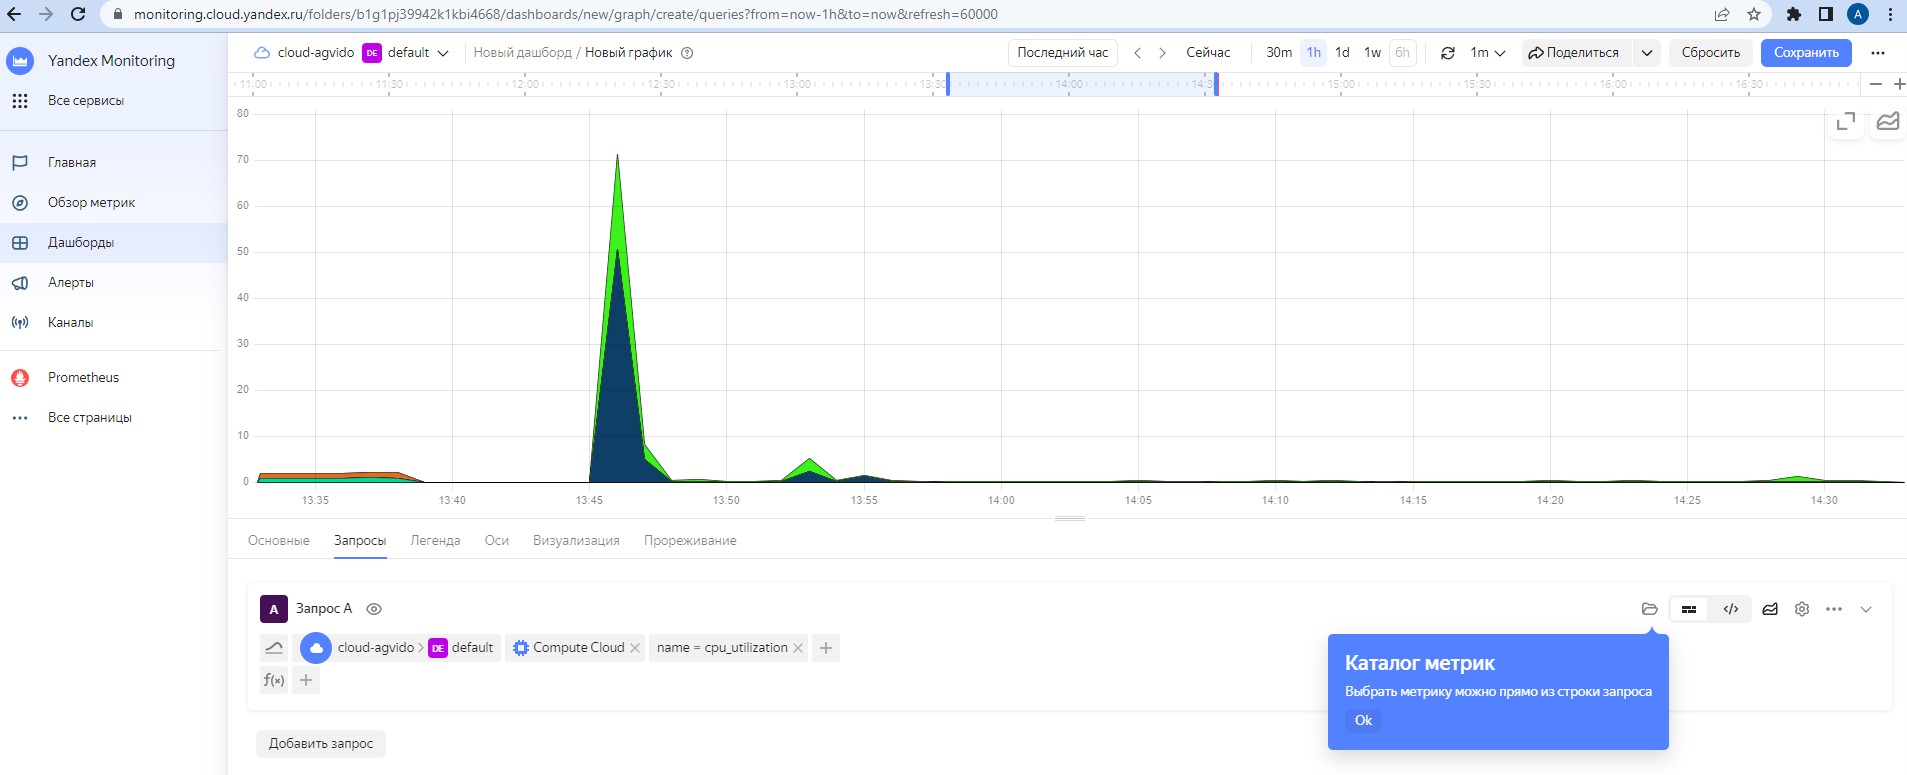 monitoring.cloud.yandex.ru/folders/b1g1pj39942k1kbi4668/dashboards/new/graph/create/queries?from=now-1h&to=now&refresh=60000
A
Yandex Monitoring
Все сервисы
Главная
Обзор метрик
Дашборды
Алерты
Каналы
Prometheus
Все страницы
cloud-agvido DE default Новый дашборд / Новый график ?
Последний час Сейчас 30m 1h 1d 1w 6h 1m Поделиться Сбросить Сохранить
11:00 11:30 12:00 12:30 13:00 13:30 14:00 14:30 15:00 15:30 16:00 16:30
80
70
60
50
40
30
20
10
0
13:35 13:40 13:45 13:50 13:55 14:00 14:05 14:10 14:15 14:20 14:25 14:30
Основные Запросы Легенда Оси Визуализация Прореживание
A Запрос A
cloud-agvido > DE default Compute Cloud name = cpu_utilization
f(x)
Добавить запрос
Каталог метрик
Выбрать метрику можно прямо из строки запроса
Ok